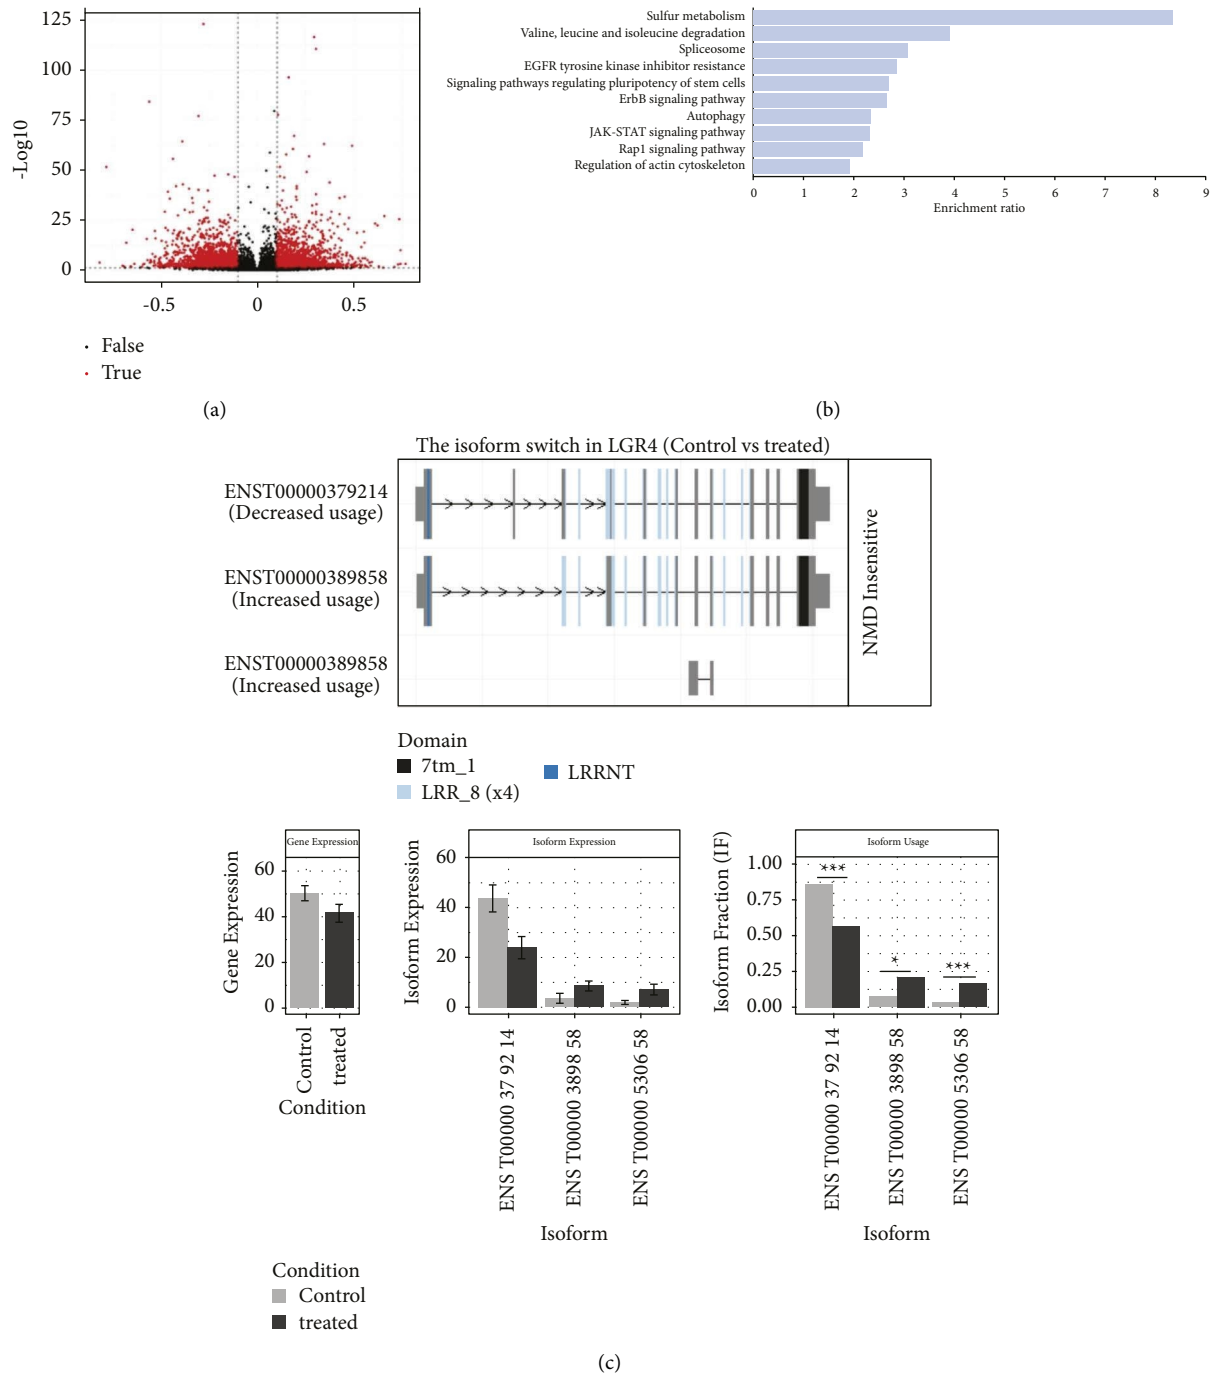 125
100
75
50
25
0
-Log10
-0.5 0 0.5
False
True
(a)
Sulfur metabolism
Valine, leucine and isoleucine degradation
Spliceosome
EGFR tyrosine kinase inhibitor resistance
Signaling pathways regulating pluripotency of stem cells
ErbB signaling pathway
Autophagy
JAK-STAT signaling pathway
Rap1 signaling pathway
Regulation of actin cytoskeleton
0 1 2 3 4 5 6 7 8 9
Enrichment ratio
(b)
The isoform switch in LGR4 (Control vs treated)
ENST00000379214
(Decreased usage)
ENST00000389858
(Increased usage)
ENST00000389858
(Increased usage)
NMD Insensitive
Domain
7tm_1
LRR_8 (x4)
LRRNT
Gene Expression
Gene Expression
60
40
20
0
Control
treated
Condition
Isoform Expression
Isoform Expression
60
40
20
0
ENS T00000 37 92 14
ENS T00000 3898 58
ENS T00000 5306 58
Isoform
Isoform Usage
Isoform Fraction (IF)
1.00
0.75
0.50
0.25
0.00
***
*
***
ENS T00000 37 92 14
ENS T00000 3898 58
ENS T00000 5306 58
Isoform
Condition
Control
treated
(c)